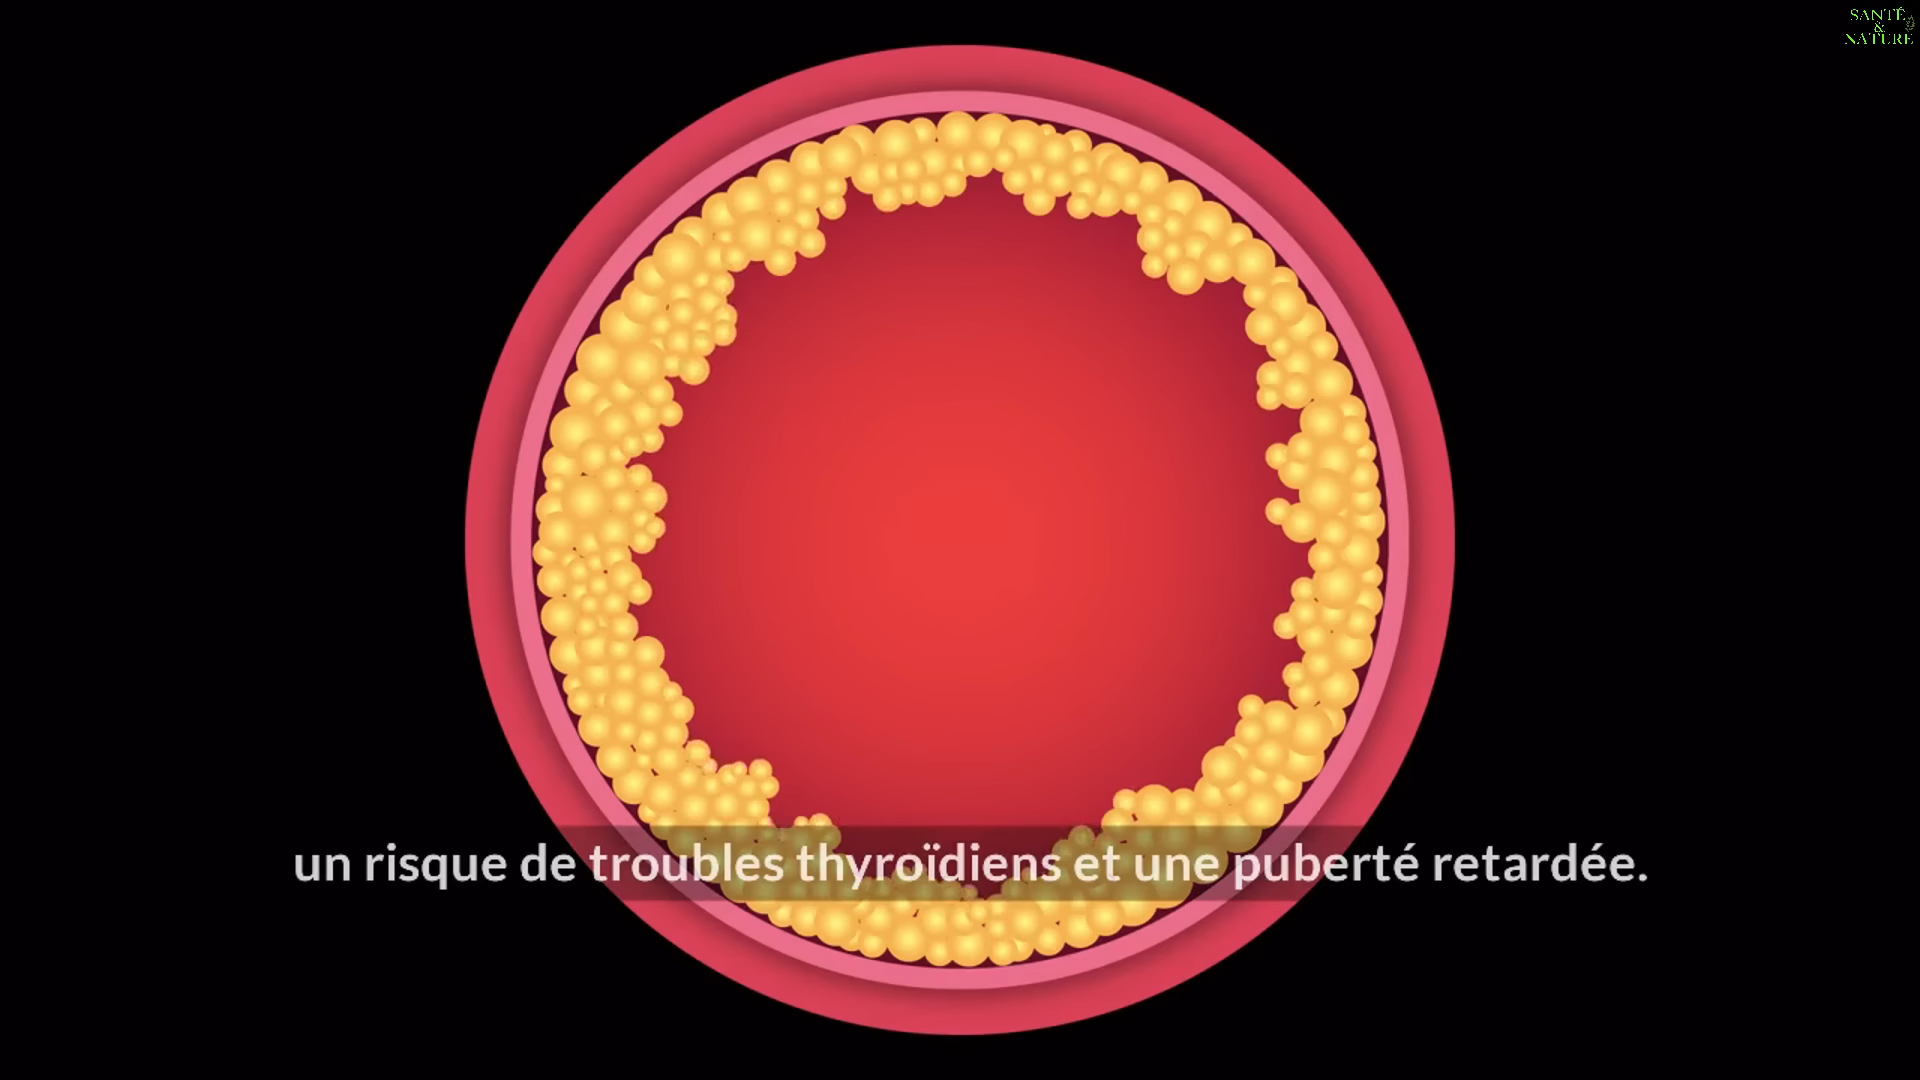 SANTÉ
&
NATURE
un risque de troubles thyroïdiens et une puberté retardée.